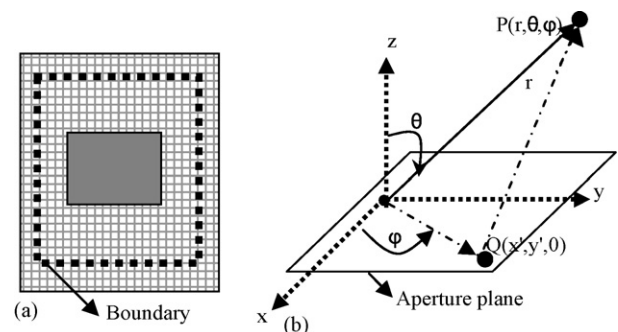 (a)
Boundary
P(r,θ,φ)
z
r
θ
y
φ
Q(x',y',0)
x
(b)
Aperture plane